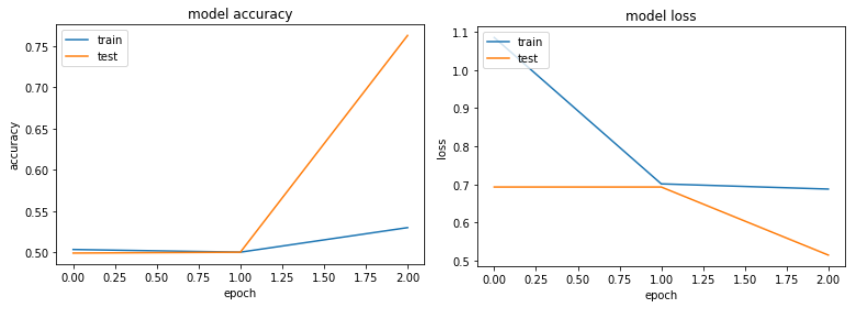 model accuracy
train
test
0.75
0.70
0.65
0.60
0.55
0.50
accuracy
0.00 0.25 0.50 0.75 1.00 1.25 1.50 1.75 2.00
epoch
model loss
train
test
1.1
1.0
0.9
0.8
0.7
0.6
0.5
loss
0.00 0.25 0.50 0.75 1.00 1.25 1.50 1.75 2.00
epoch